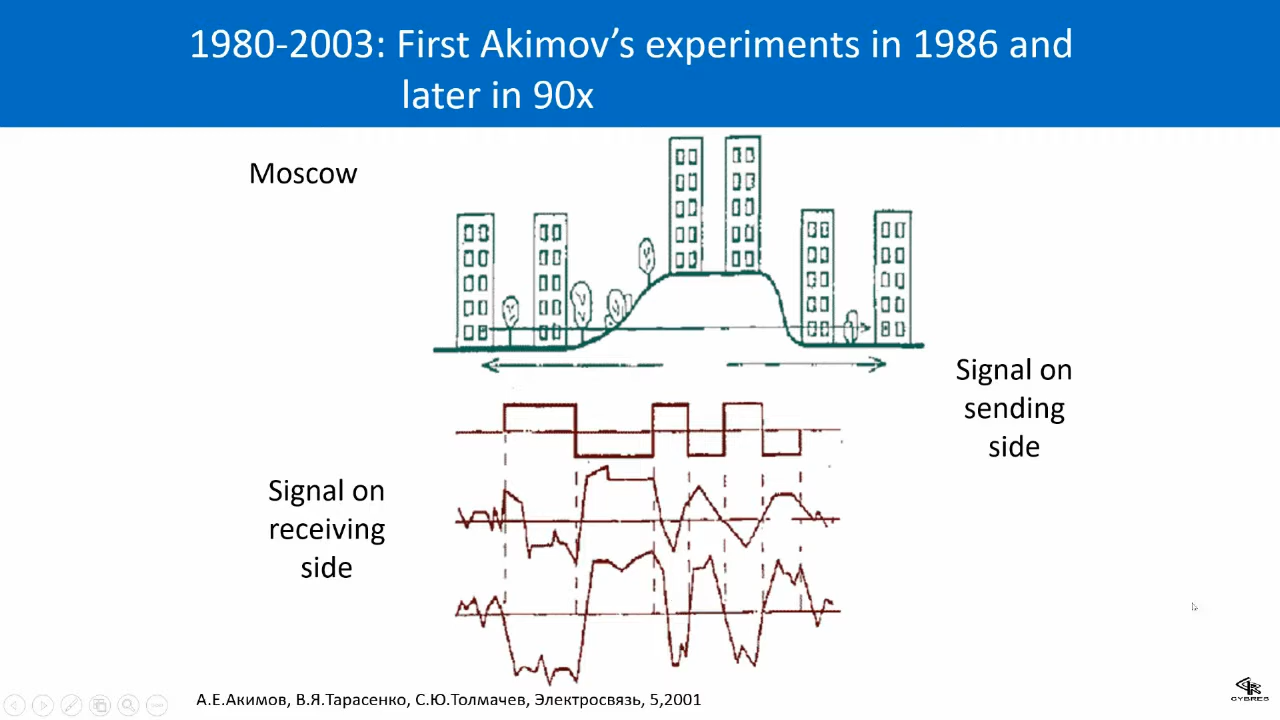 1980-2003: First Akimov’s experiments in 1986 and
later in 90x
Moscow
Signal on
sending
side
Signal on
receiving
side
А.Е.Акимов, В.Я.Тарасенко, С.Ю.Толмачев, Электросвязь, 5,2001
CYBRES